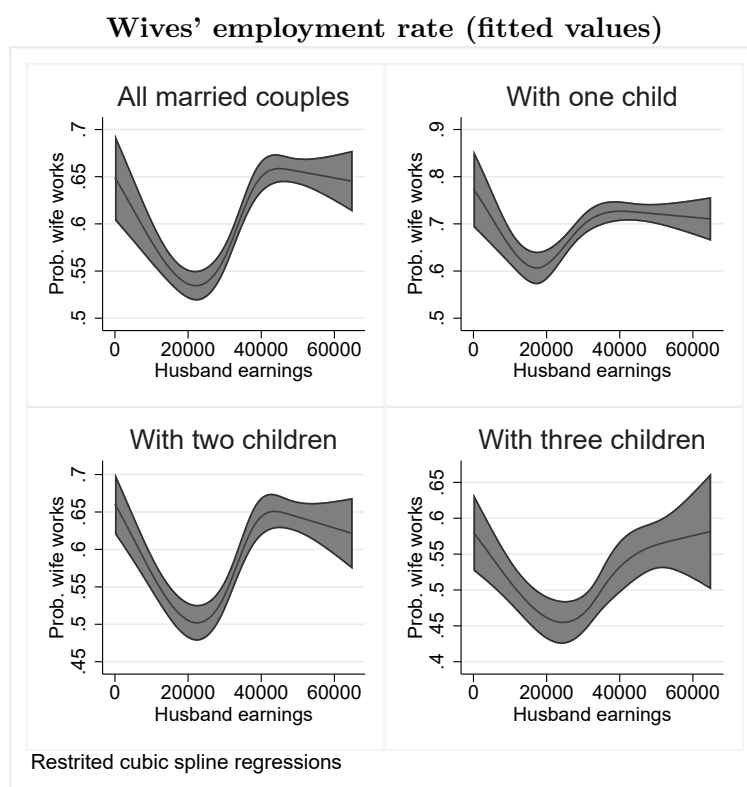 Wives' employment rate (fitted values)
All married couples
Prob. wife works
.5 .55 .6 .65 .7
0 20000 40000 60000
Husband earnings
With one child
Prob. wife works
.5 .6 .7 .8 .9
0 20000 40000 60000
Husband earnings
With two children
Prob. wife works
.45 .5 .55 .6 .65 .7
0 20000 40000 60000
Husband earnings
With three children
Prob. wife works
.4 .45 .5 .55 .6 .65
0 20000 40000 60000
Husband earnings
Restrited cubic spline regressions